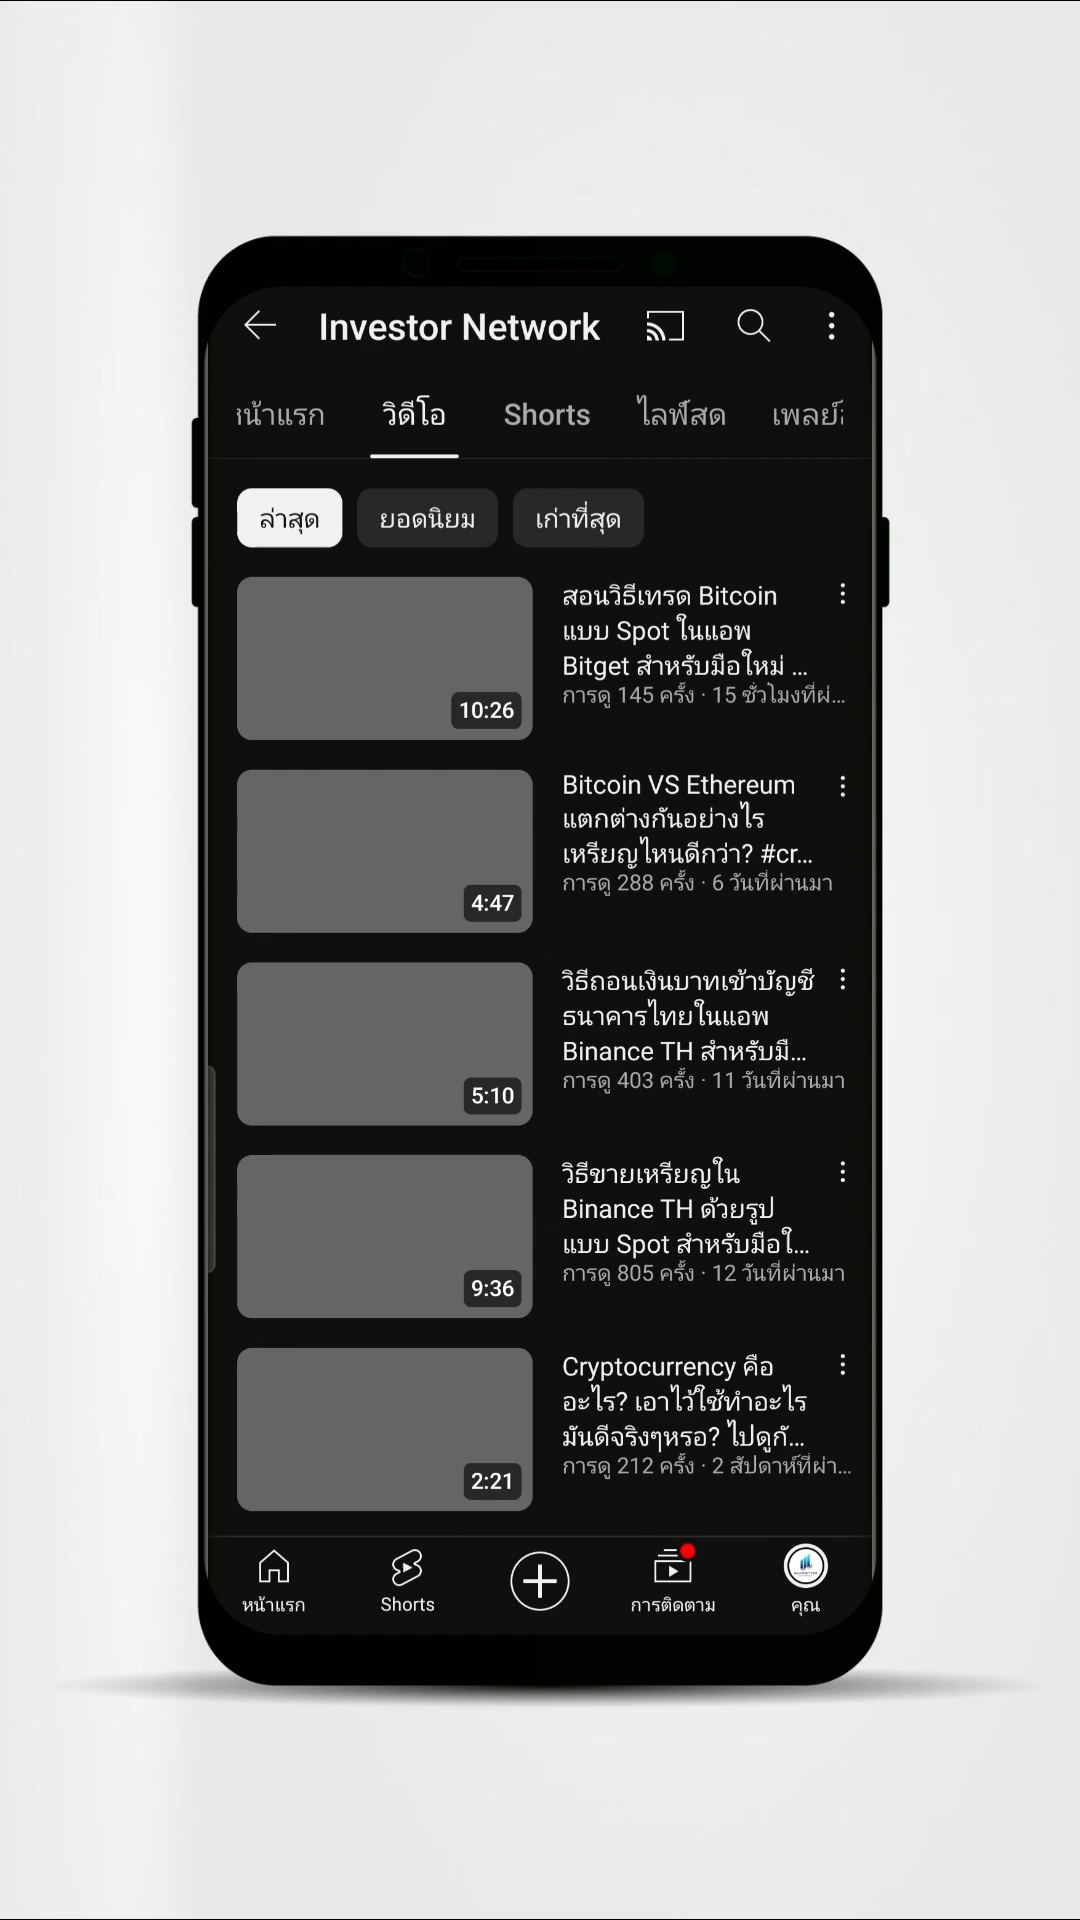 Investor Network
หน้าแรก วิดีโอ Shorts ไลฟ์สด
ล่าสุด ยอดนิยม เก่าที่สุด
สอนวิธีเทรด Bitcoin
แบบ Spot ในแอพ
Bitget สำหรับมือใหม่ ...
การดู 145 ครั้ง · 15 ชั่วโมงที่ผ่...
10:26
Bitcoin VS Ethereum
แตกต่างกันอย่างไร
เหรียญไหนดีกว่า? #cr...
การดู 288 ครั้ง · 6 วันที่ผ่านมา
4:47
วิธีถอนเงินบาทเข้าบัญชี
ธนาคารไทยในแอพ
Binance TH สำหรับมื...
การดู 403 ครั้ง · 11 วันที่ผ่านมา
5:10
วิธีขายเหรียญใน
Binance TH ด้วยรูป
แบบ Spot สำหรับมือใ...
การดู 805 ครั้ง · 12 วันที่ผ่านมา
9:36
Cryptocurrency คือ
อะไร? เอาไว้ใช้ทำอะไร
มันดีจริงๆหรอ? ไปดูกั...
การดู 212 ครั้ง · 2 สัปดาห์ที่ผ่า...
2:21
หน้าแรก Shorts การติดตาม คุณ